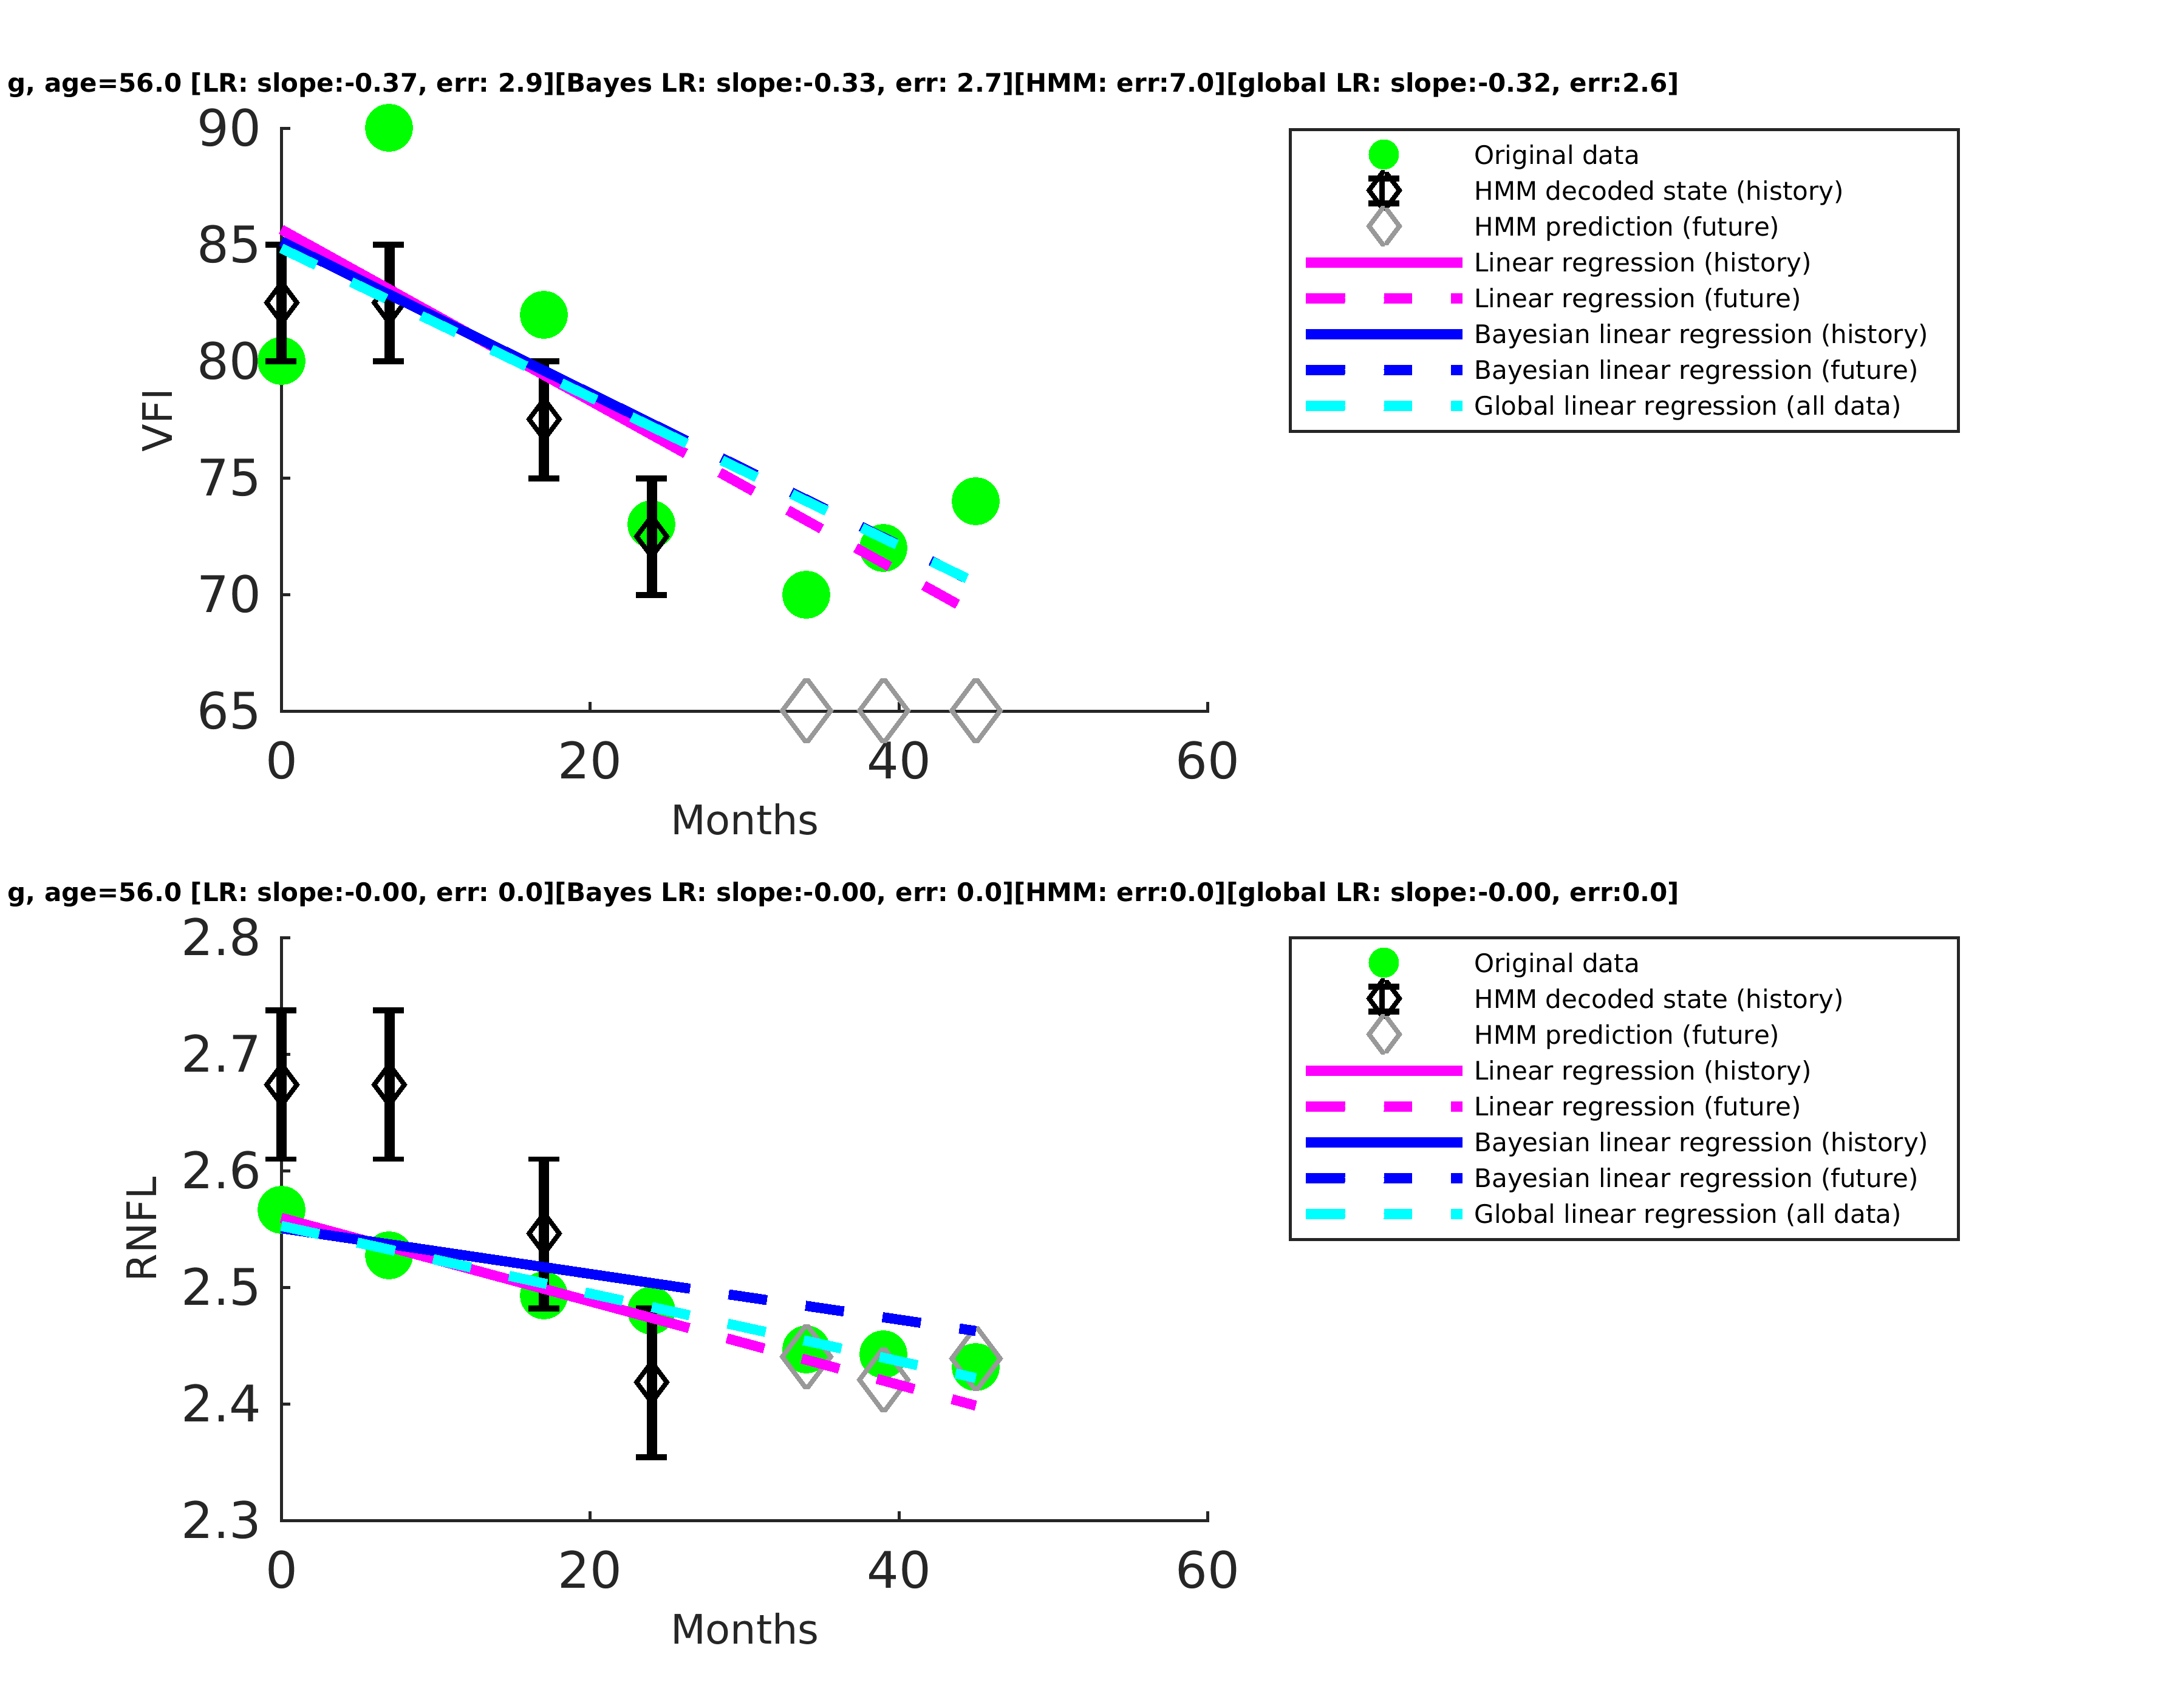 g, age=56.0 [LR: slope:-0.37, err: 2.9][Bayes LR: slope:-0.33, err: 2.7][HMM: err:7.0][global LR: slope:-0.32, err:2.6]
90
85
80
75
70
65
VFI
0 20 40 60
Months
Original data
HMM decoded state (history)
HMM prediction (future)
Linear regression (history)
Linear regression (future)
Bayesian linear regression (history)
Bayesian linear regression (future)
Global linear regression (all data)
g, age=56.0 [LR: slope:-0.00, err: 0.0][Bayes LR: slope:-0.00, err: 0.0][HMM: err:0.0][global LR: slope:-0.00, err:0.0]
2.8
2.7
2.6
2.5
2.4
2.3
RNFL
0 20 40 60
Months
Original data
HMM decoded state (history)
HMM prediction (future)
Linear regression (history)
Linear regression (future)
Bayesian linear regression (history)
Bayesian linear regression (future)
Global linear regression (all data)